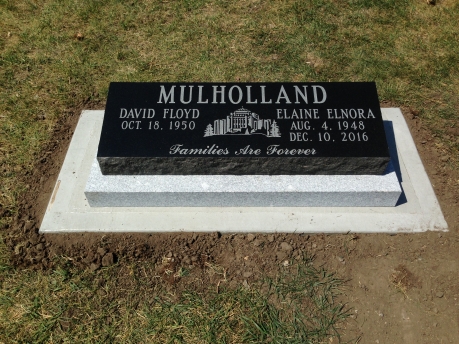 MULHOLLAND
DAVID FLOYD
OCT. 18, 1950
ELAINE ELNORA
AUG. 4, 1948
DEC. 10, 2016
Families Are Forever